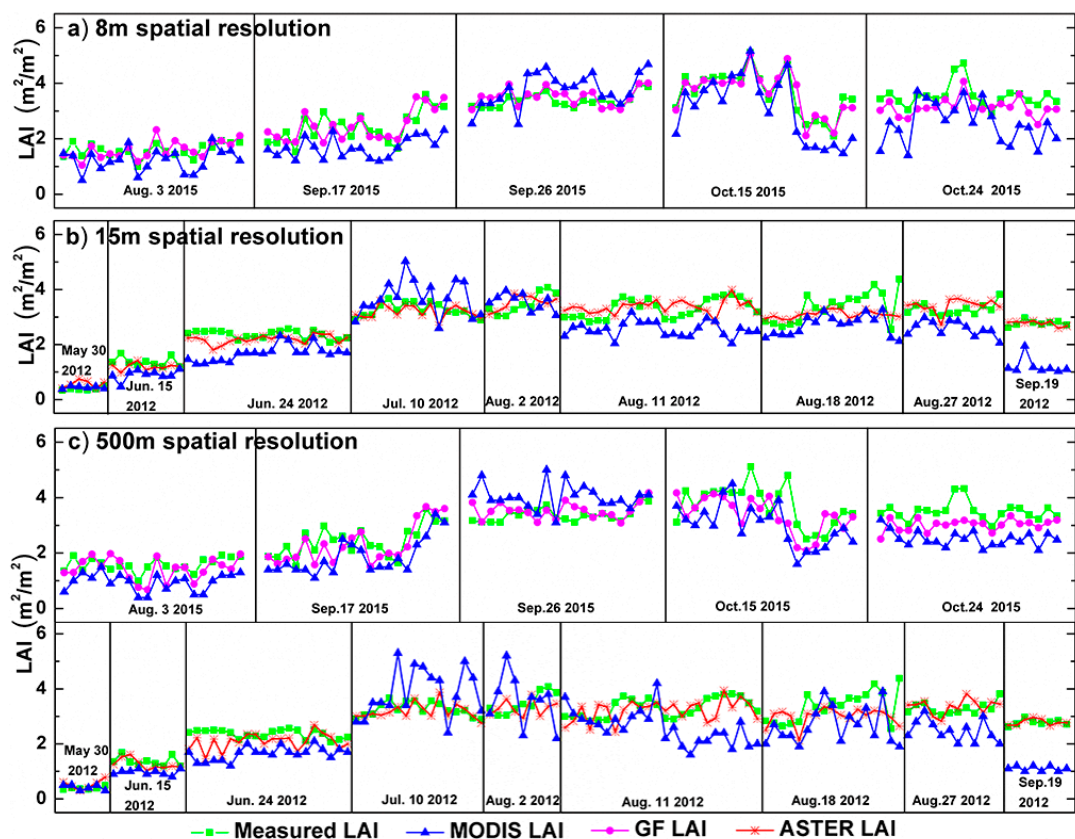 a) 8m spatial resolution
LAI (m²/m²)
6
4
2
0
Aug. 3 2015
Sep.17 2015
Sep.26 2015
Oct.15 2015
Oct.24 2015
b) 15m spatial resolution
LAI (m²/m²)
6
4
2
0
May 30
2012
Jun. 15
2012
Jun. 24 2012
Jul. 10 2012
Aug. 2 2012
Aug. 11 2012
Aug.18 2012
Aug.27 2012
Sep.19
2012
c) 500m spatial resolution
LAI (m²/m²)
6
4
2
0
Aug. 3 2015
Sep.17 2015
Sep.26 2015
Oct.15 2015
Oct.24 2015
6
4
2
0
May 30
2012
Jun. 15
2012
Jun. 24 2012
Jul. 10 2012
Aug. 2 2012
Aug. 11 2012
Aug.18 2012
Aug.27 2012
Sep.19
2012
Measured LAI MODIS LAI GF LAI ASTER LAI